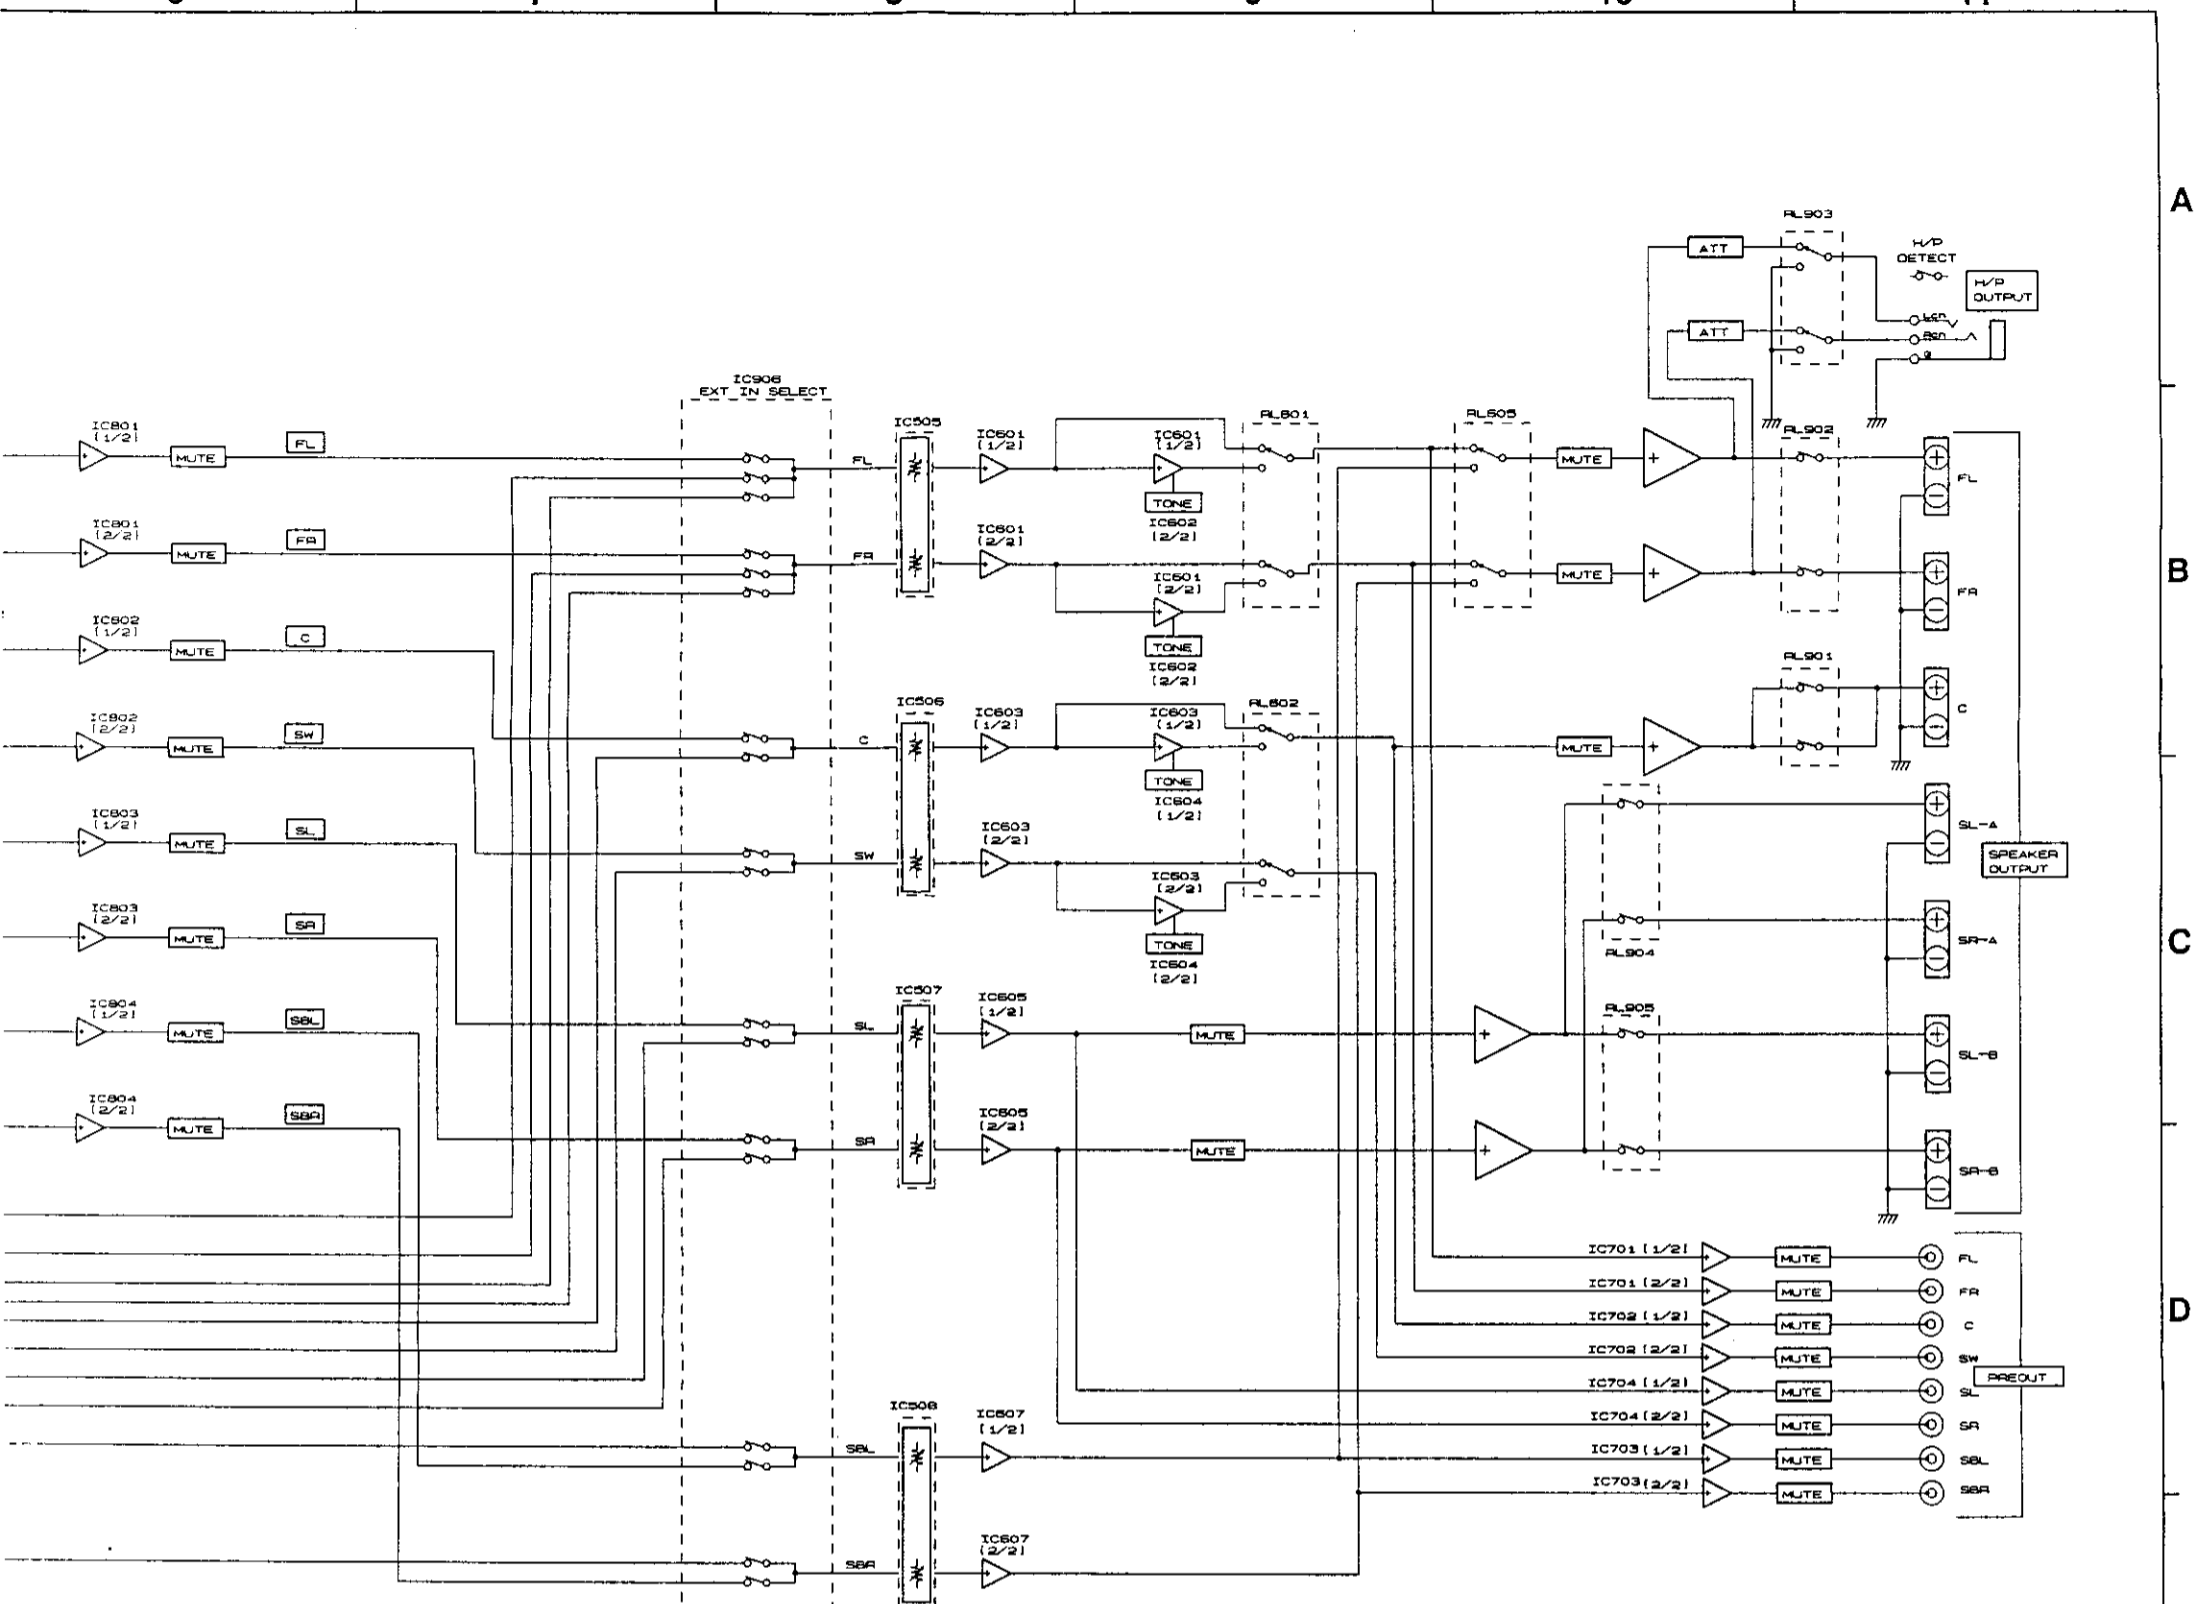 A
RL903
ATT
H/P
DETECT
H/P
OUTPUT
ATT
Lch
Rch
G
IC906
EXT IN SELECT
IC801
(1/2)
MUTE
FL
FL
IC505
IC601
(1/2)
IC601
(1/2)
TONE
IC602
(2/2)
RL601
RL605
MUTE
RL902
FL
IC801
(2/2)
MUTE
FR
FR
IC601
(2/2)
IC601
(2/2)
TONE
IC602
(2/2)
MUTE
FR
B
IC802
(1/2)
MUTE
C
C
IC506
IC603
(1/2)
IC603
(1/2)
TONE
IC604
(1/2)
RL602
MUTE
RL901
C
IC802
(2/2)
MUTE
SW
SW
IC603
(2/2)
IC603
(2/2)
TONE
IC604
(2/2)
IC803
(1/2)
MUTE
SL
SL-A
SPEAKER
OUTPUT
IC803
(2/2)
MUTE
SR
SR-A
RL904
C
IC804
(1/2)
MUTE
SBL
SL
IC507
IC605
(1/2)
MUTE
RL905
SL-B
IC804
(2/2)
MUTE
SBR
SR
IC605
(2/2)
MUTE
SR-B
IC701 (1/2)
MUTE
FL
IC701 (2/2)
MUTE
FR
D
IC702 (1/2)
MUTE
C
IC702 (2/2)
MUTE
SW
PREOUT
IC704 (1/2)
MUTE
SL
IC704 (2/2)
MUTE
SR
IC703 (1/2)
MUTE
SBL
IC703 (2/2)
MUTE
SBR
SBL
IC508
IC607
(1/2)
SBR
IC607
(2/2)